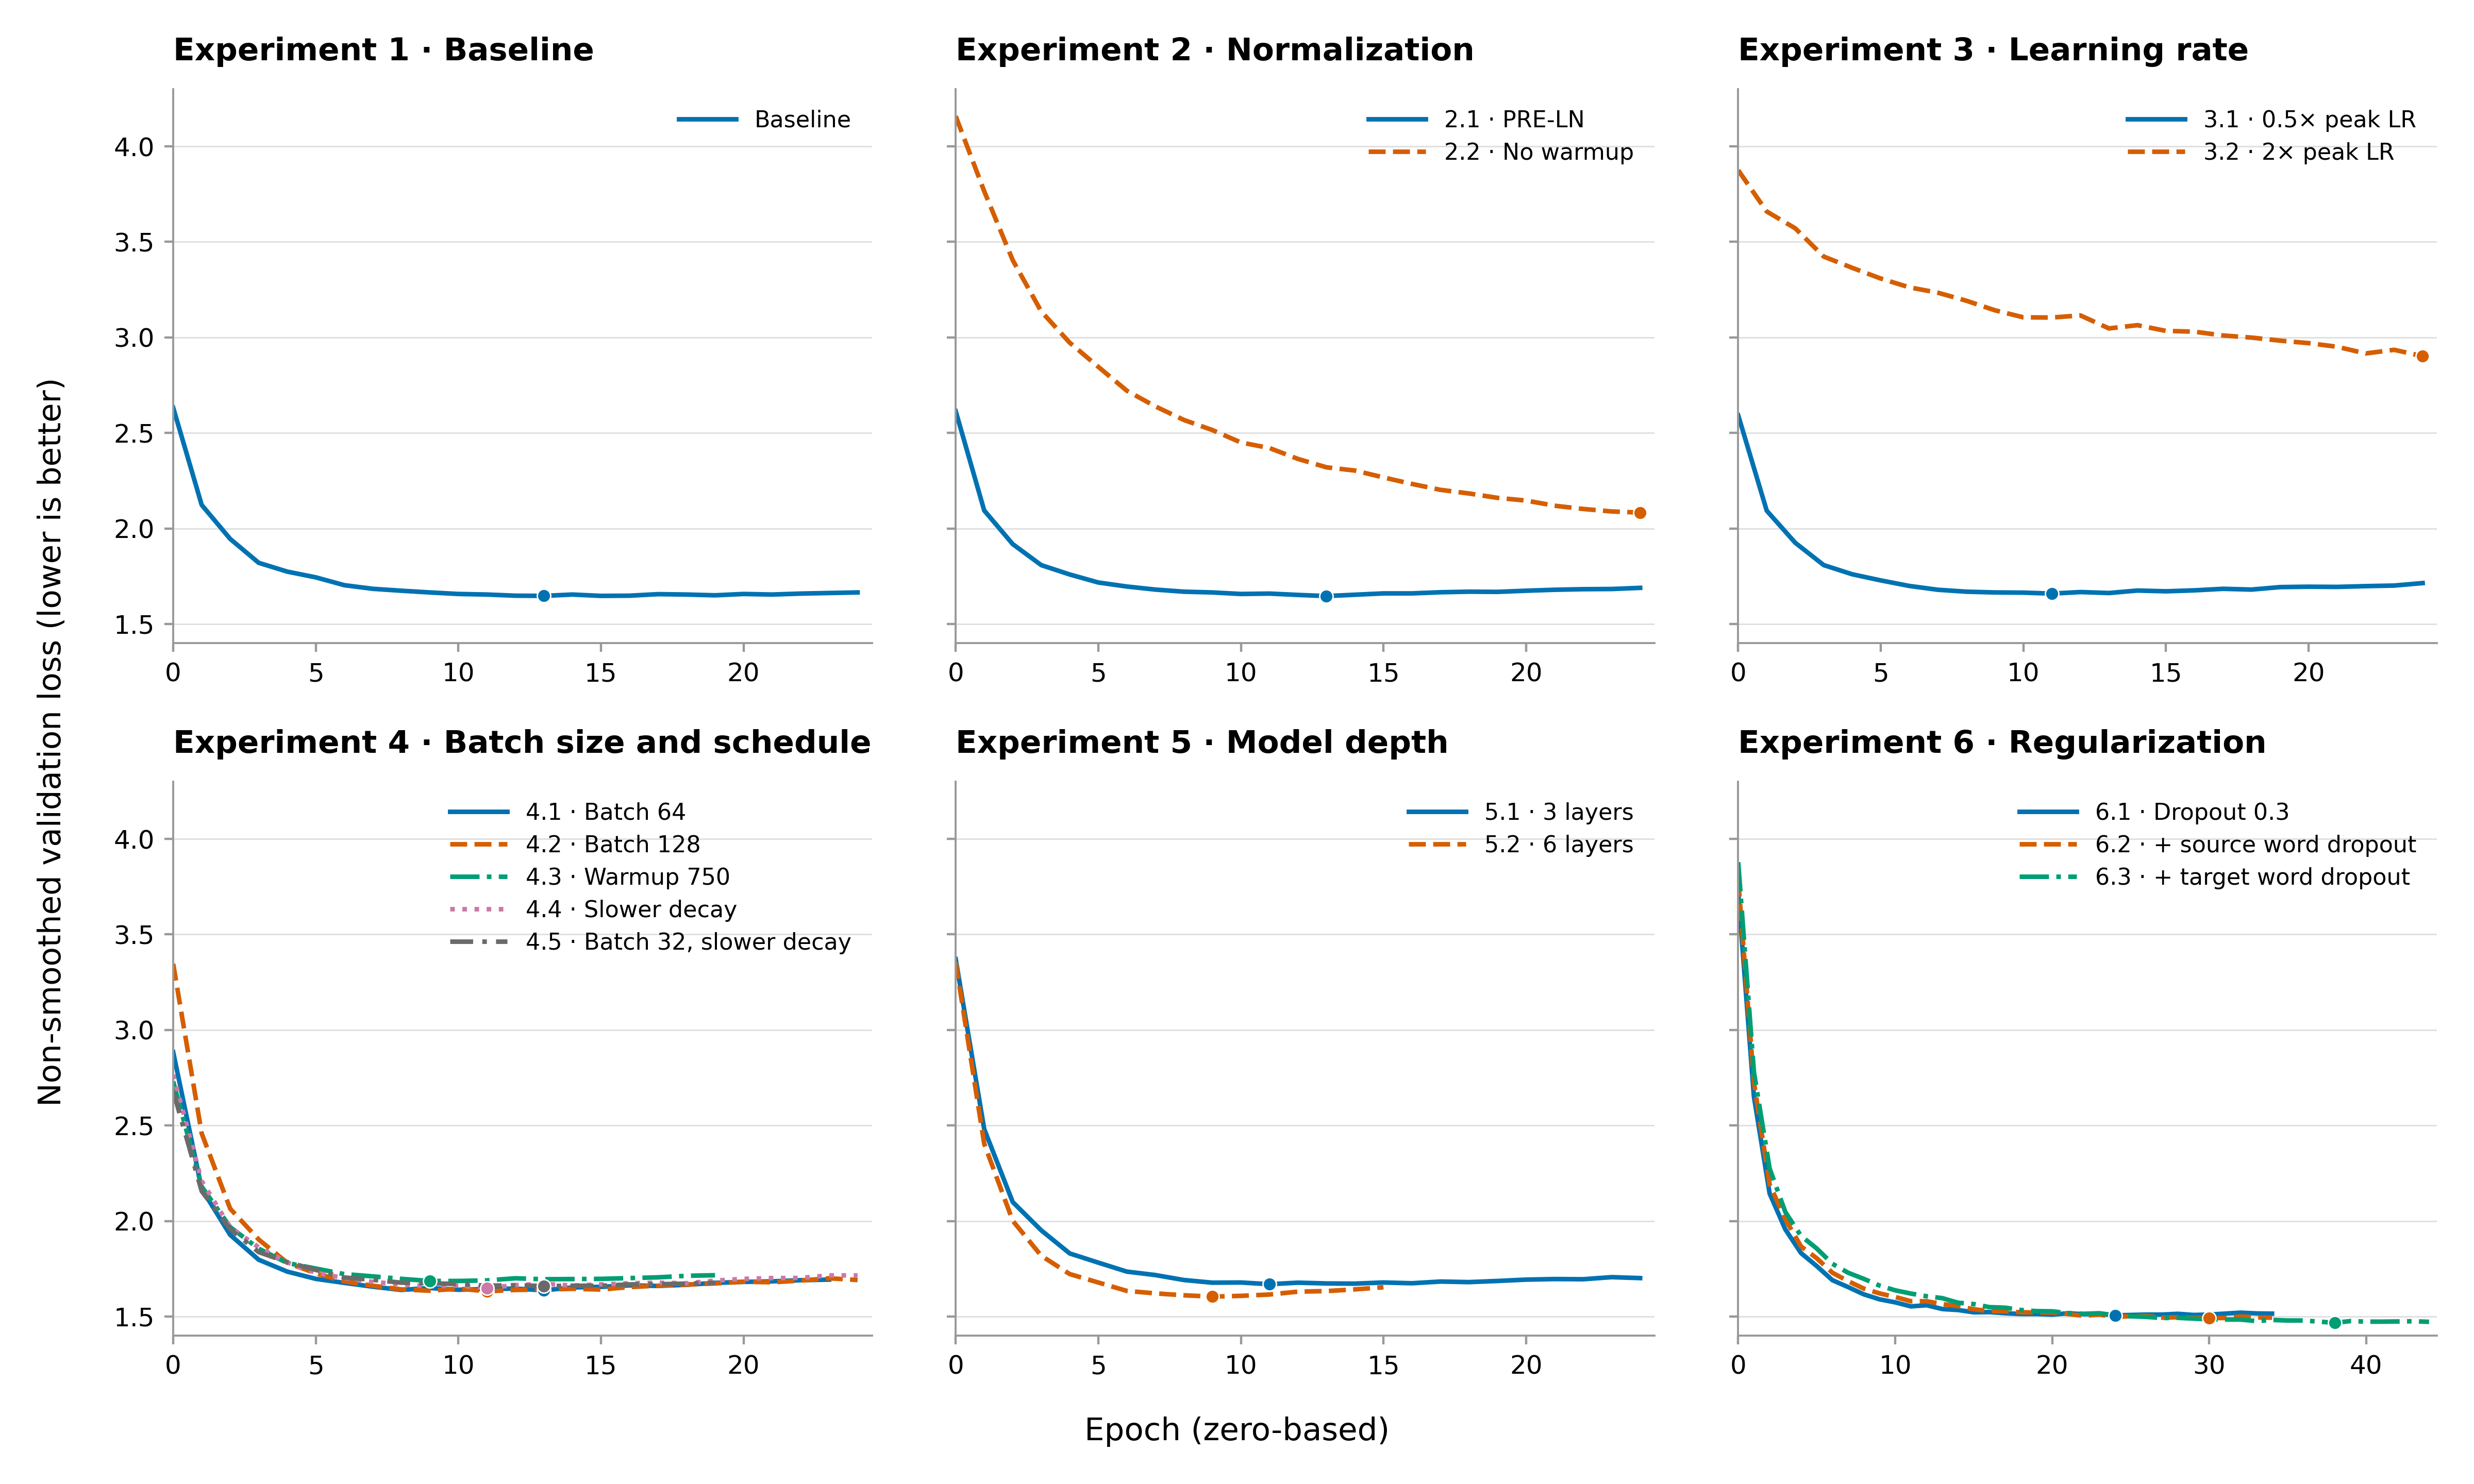 Non-smoothed validation loss (lower is better)
Experiment 1 · Baseline
Baseline
4.0
3.5
3.0
2.5
2.0
1.5
0 5 10 15 20
Experiment 2 · Normalization
2.1 · PRE-LN
2.2 · No warmup
0 5 10 15 20
Experiment 3 · Learning rate
3.1 · 0.5× peak LR
3.2 · 2× peak LR
0 5 10 15 20
Experiment 4 · Batch size and schedule
4.1 · Batch 64
4.2 · Batch 128
4.3 · Warmup 750
4.4 · Slower decay
4.5 · Batch 32, slower decay
4.0
3.5
3.0
2.5
2.0
1.5
0 5 10 15 20
Experiment 5 · Model depth
5.1 · 3 layers
5.2 · 6 layers
0 5 10 15 20
Experiment 6 · Regularization
6.1 · Dropout 0.3
6.2 · + source word dropout
6.3 · + target word dropout
0 10 20 30 40
Epoch (zero-based)